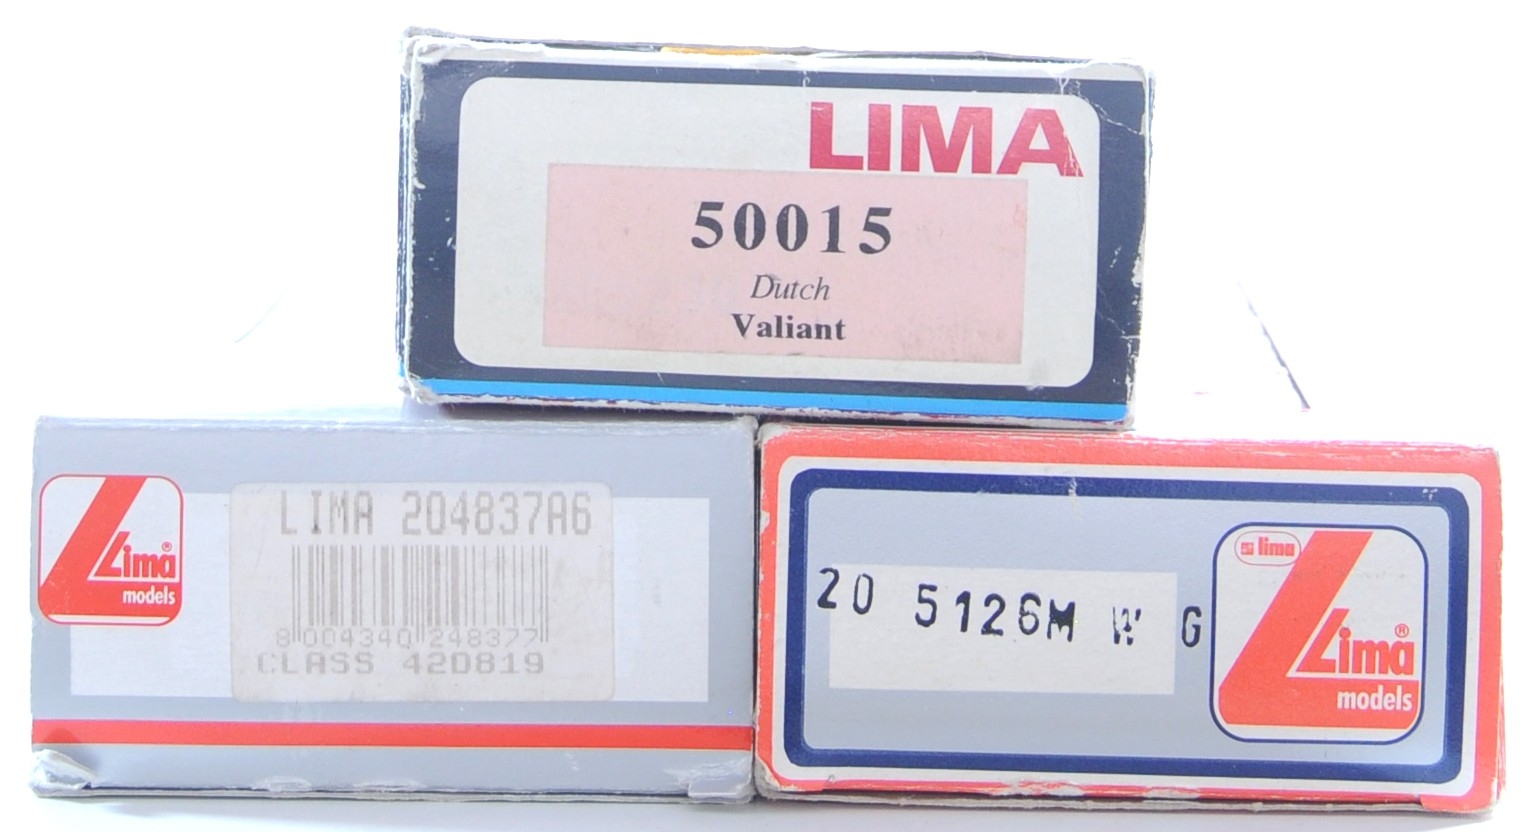 LIMA
50015
Dutch
Valiant
Lima®
models
LIMA 204837A6
8 004340 248377
CLASS 42D819
20 5126M W G
lima
Lima®
models